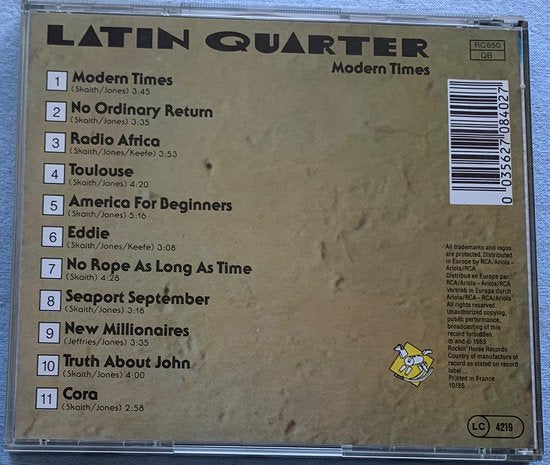 LATIN QUARTER
Modern Times
RC 650
QB
1 Modern Times
(Skaith/Jones) 3:45
2 No Ordinary Return
(Skaith/Jones) 3:35
3 Radio Africa
(Skaith/Jones/Keefe) 3:53
4 Toulouse
(Skaith/Jones) 4:20
5 America For Beginners
(Skaith/Jones) 5:16
6 Eddie
(Skaith/Jones/Keefe) 3:08
7 No Rope As Long As Time
(Skaith) 4:28
8 Seaport September
(Skaith/Jones) 3:18
9 New Millionaires
(Jeffries/Jones) 3:35
10 Truth About John
(Skaith/Jones) 4:00
11 Cora
(Skaith/Jones) 2:58
0 035627 084027
All trademarks and logos
are protected. Distributed
in Europe by RCA/Ariola -
Ariola/RCA
Distribué en Europe par
RCA/Ariola - Ariola/RCA
Vertrieb in Europa durch
Ariola/RCA - RCA/Ariola
All rights reserved.
Unauthorized copying,
public performance,
broadcasting of this
record forbidden.
℗ and © 1985
Rockin' Horse Records
Country of manufacture of
record as stated on record
label.
Printed in France
10/85
LC 4219